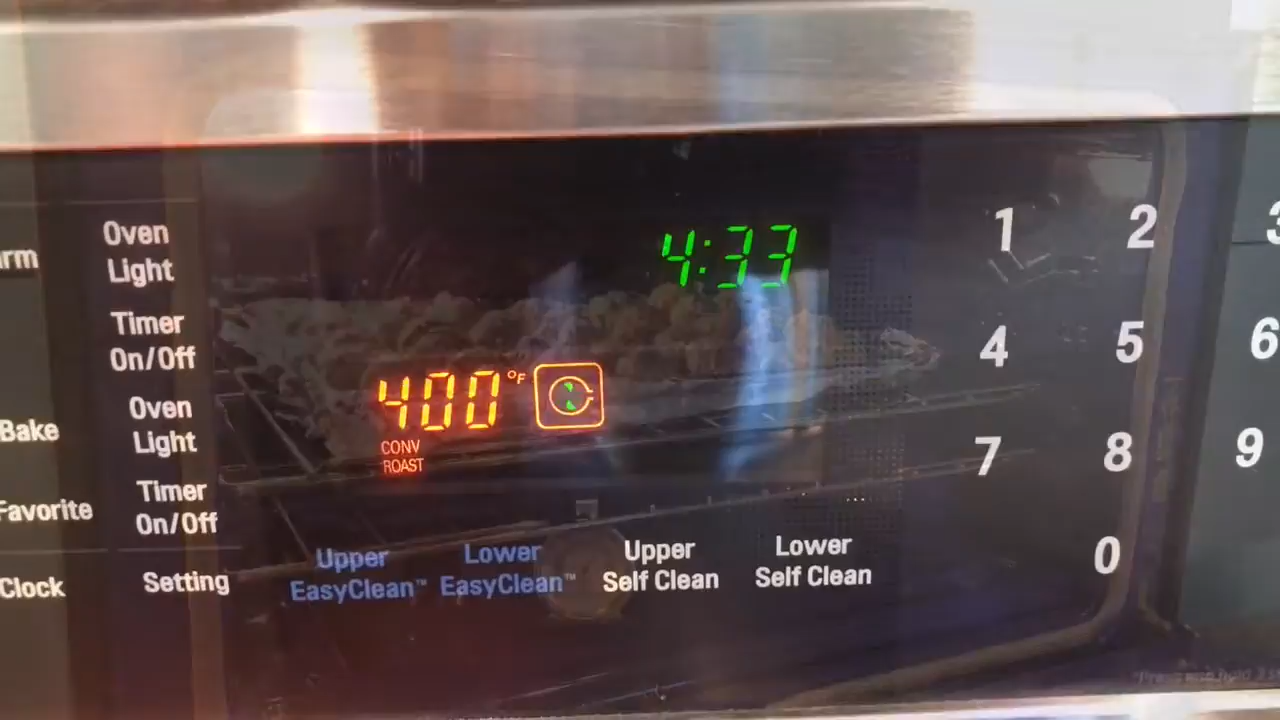 4:33
400 °F
CONV
ROAST
Oven
Light
Timer
On/Off
Oven
Light
Timer
On/Off
Setting
Bake
Favorite
Clock
Upper
EasyClean™
Lower
EasyClean™
Upper
Self Clean
Lower
Self Clean
1 2 3
4 5 6
7 8 9
0